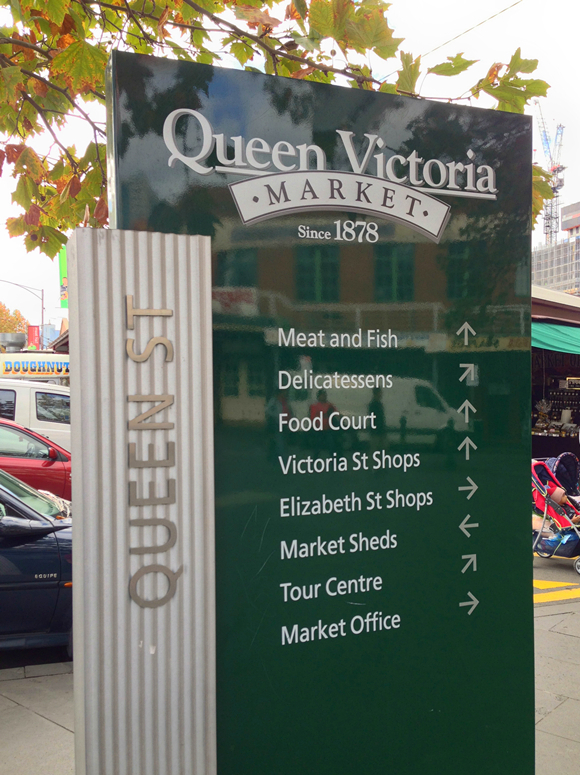 Queen Victoria
·MARKET·
Since 1878
QUEEN ST
Meat and Fish ↑
Delicatessens ↗
Food Court ↑
Victoria St Shops ↑
Elizabeth St Shops →
Market Sheds ←
Tour Centre ↗
Market Office →
DOUGHNUT
EQUIPE